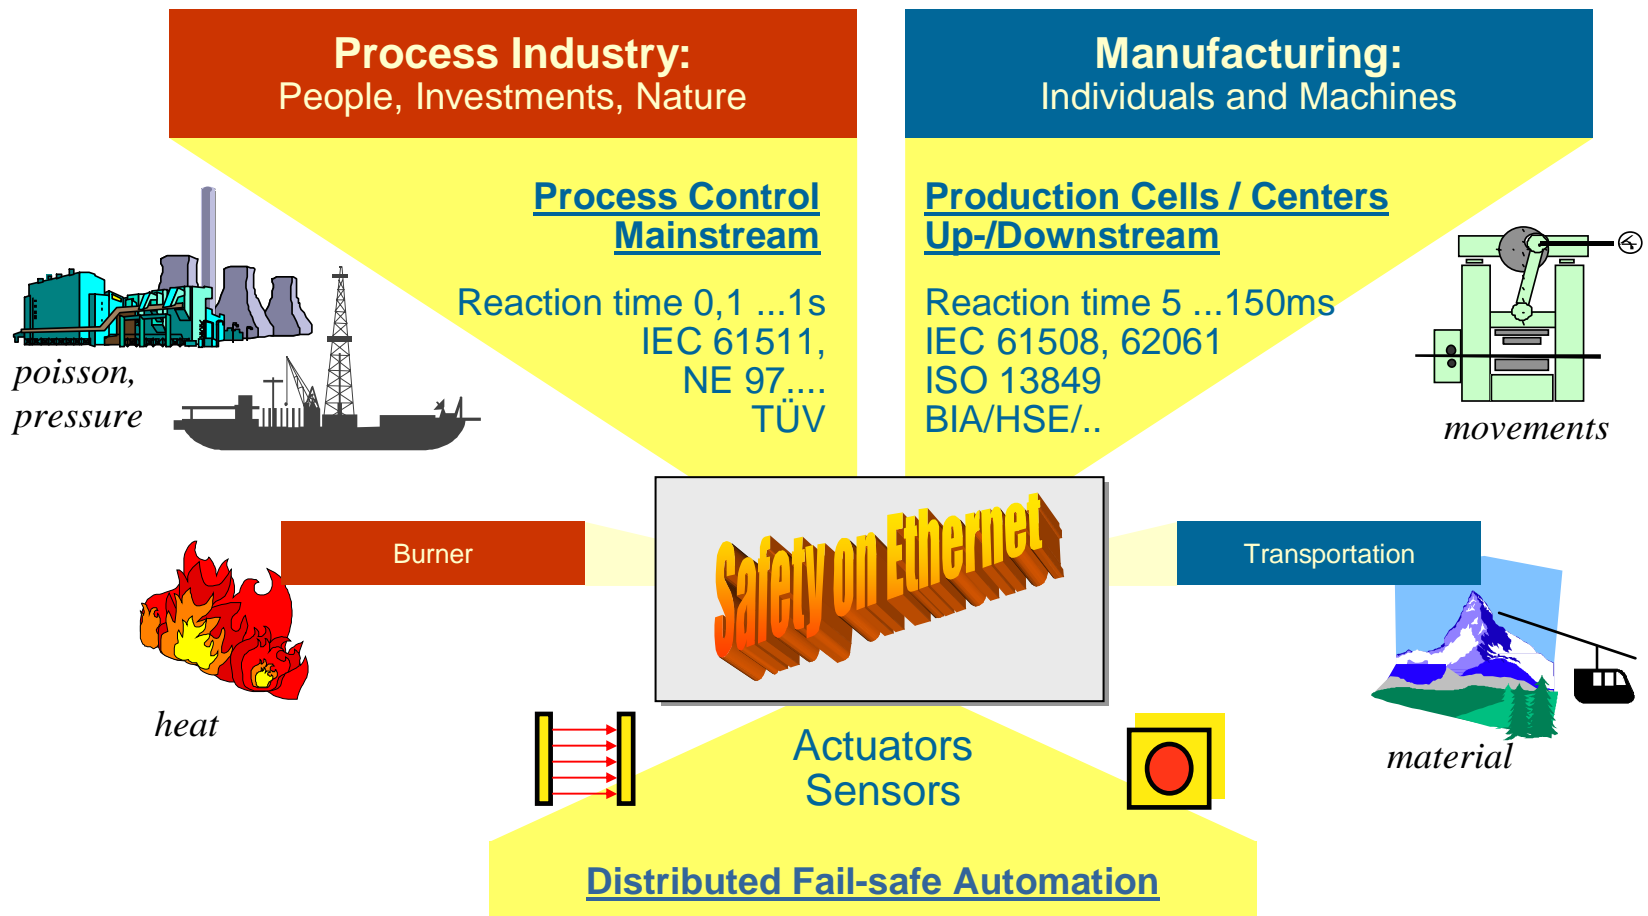 Process Industry:
People, Investments, Nature
Manufacturing:
Individuals and Machines
Process Control
Mainstream
Reaction time 0,1 ...1s
IEC 61511,
NE 97....
TÜV
Production Cells / Centers
Up-/Downstream
Reaction time 5 ...150ms
IEC 61508, 62061
ISO 13849
BIA/HSE/..
poisson,
pressure
movements
Burner
Safety on Ethernet
Transportation
heat
material
Actuators
Sensors
Distributed Fail-safe Automation